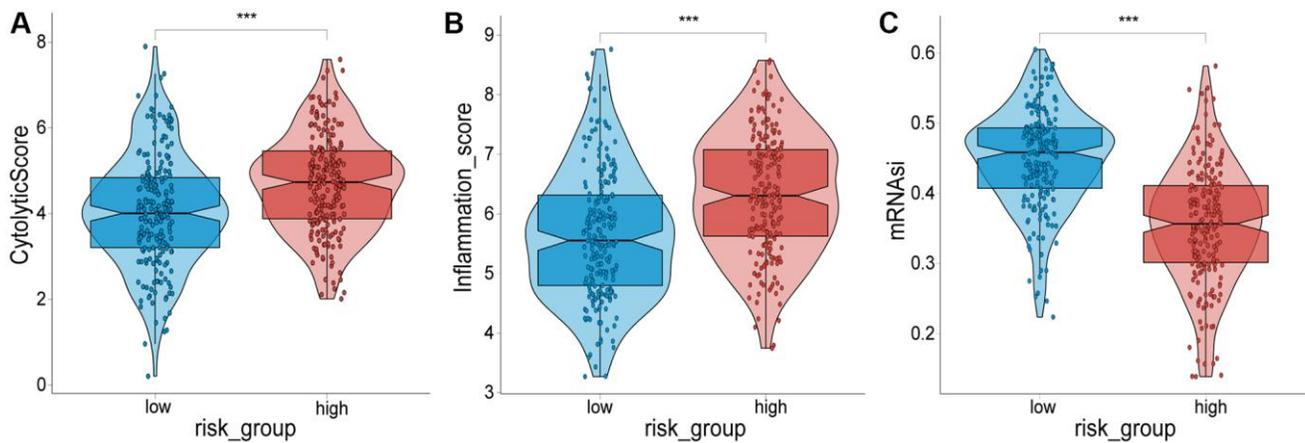 A
CytolyticScore
8
6
4
2
0
***
low
high
risk_group
B
Inflammation_score
9
8
7
6
5
4
3
***
low
high
risk_group
C
mRNAsi
0.6
0.5
0.4
0.3
0.2
***
low
high
risk_group